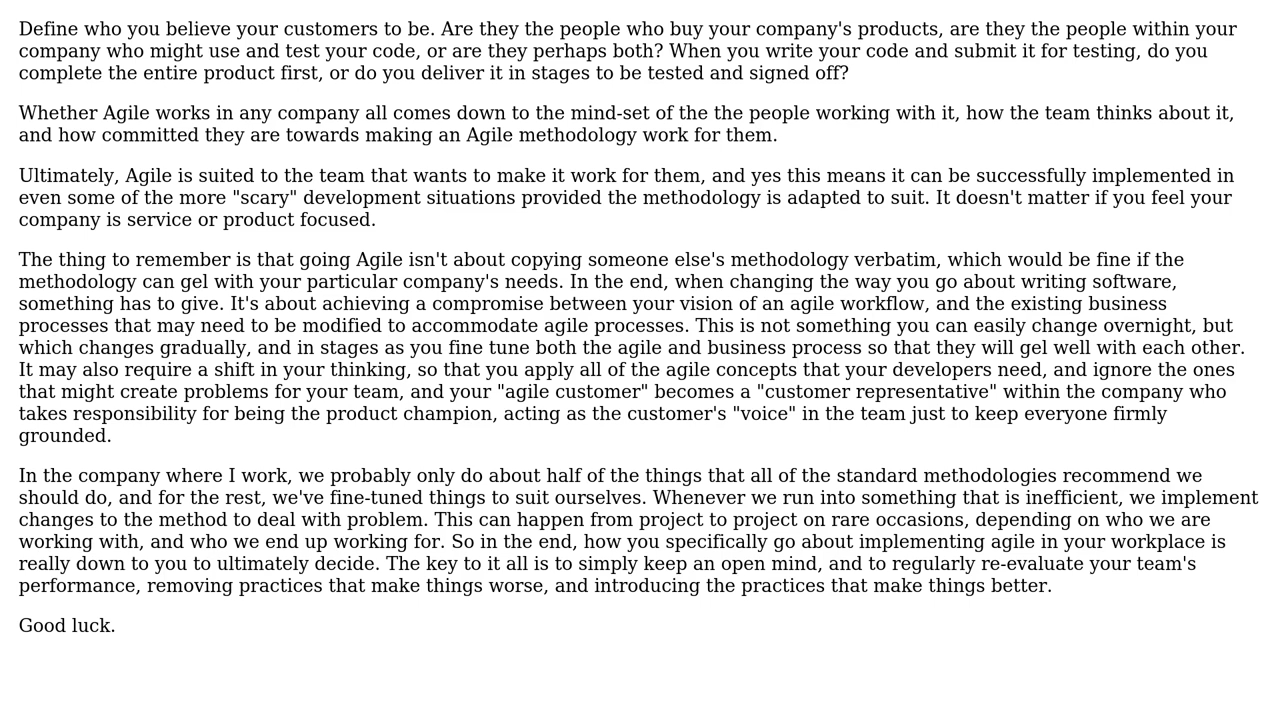 Define who you believe your customers to be. Are they the people who buy your company's products, are they the people within your
company who might use and test your code, or are they perhaps both? When you write your code and submit it for testing, do you
complete the entire product first, or do you deliver it in stages to be tested and signed off?
Whether Agile works in any company all comes down to the mind-set of the the people working with it, how the team thinks about it,
and how committed they are towards making an Agile methodology work for them.
Ultimately, Agile is suited to the team that wants to make it work for them, and yes this means it can be successfully implemented in
even some of the more "scary" development situations provided the methodology is adapted to suit. It doesn't matter if you feel your
company is service or product focused.
The thing to remember is that going Agile isn't about copying someone else's methodology verbatim, which would be fine if the
methodology can gel with your particular company's needs. In the end, when changing the way you go about writing software,
something has to give. It's about achieving a compromise between your vision of an agile workflow, and the existing business
processes that may need to be modified to accommodate agile processes. This is not something you can easily change overnight, but
which changes gradually, and in stages as you fine tune both the agile and business process so that they will gel well with each other.
It may also require a shift in your thinking, so that you apply all of the agile concepts that your developers need, and ignore the ones
that might create problems for your team, and your "agile customer" becomes a "customer representative" within the company who
takes responsibility for being the product champion, acting as the customer's "voice" in the team just to keep everyone firmly
grounded.
In the company where I work, we probably only do about half of the things that all of the standard methodologies recommend we
should do, and for the rest, we've fine-tuned things to suit ourselves. Whenever we run into something that is inefficient, we implement
changes to the method to deal with problem. This can happen from project to project on rare occasions, depending on who we are
working with, and who we end up working for. So in the end, how you specifically go about implementing agile in your workplace is
really down to you to ultimately decide. The key to it all is to simply keep an open mind, and to regularly re-evaluate your team's
performance, removing practices that make things worse, and introducing the practices that make things better.
Good luck.